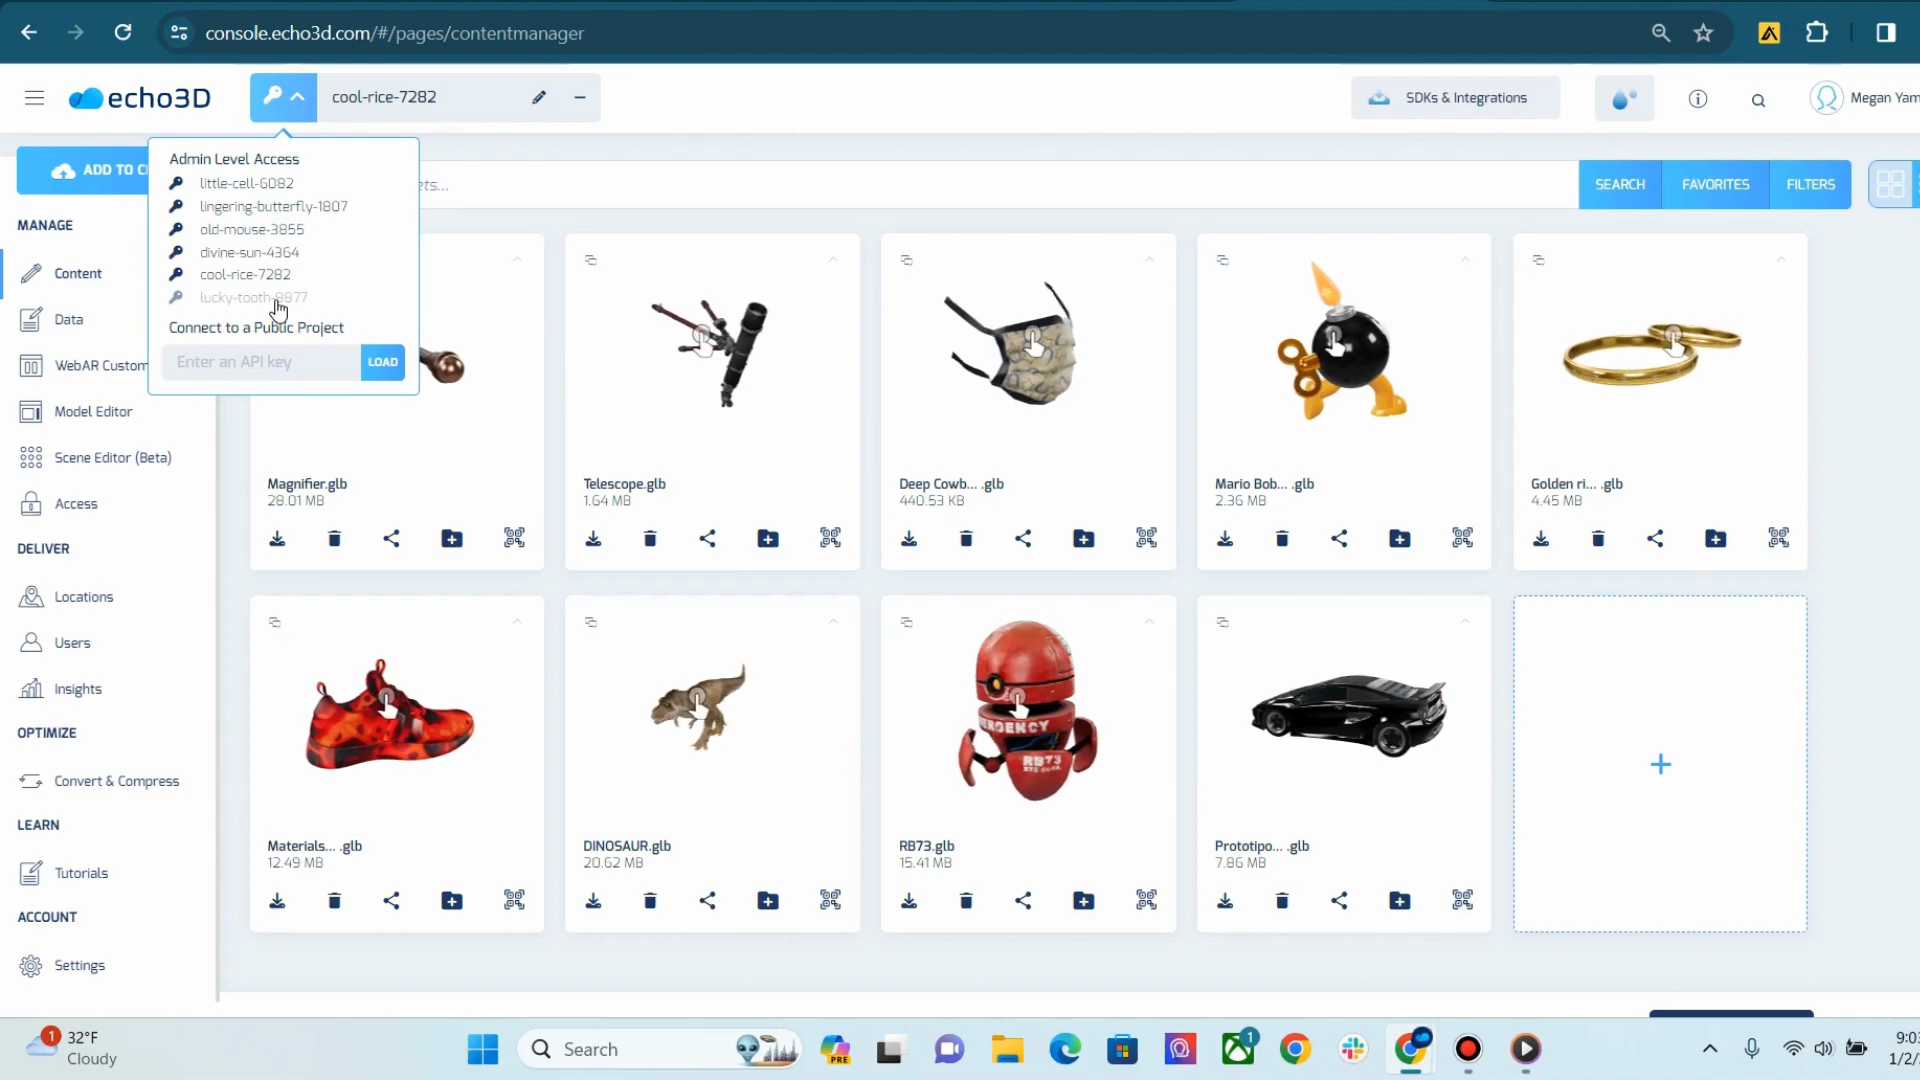 console.echo3d.com/#/pages/contentmanager
echo3D
cool-rice-7282
SDKs & Integrations
Megan Yam
Admin Level Access
little-cell-6082
lingering-butterfly-1807
old-mouse-3855
divine-sun-4364
cool-rice-7282
Connect to a Public Project
Enter an API key
LOAD
ADD TO
ets...
SEARCH
FAVORITES
FILTERS
MANAGE
Content
Data
WebAR Custom
Model Editor
Scene Editor (Beta)
Access
DELIVER
Locations
Users
Insights
OPTIMIZE
Convert & Compress
LEARN
Tutorials
ACCOUNT
Settings
Magnifier.glb
28.01 MB
Telescope.glb
1.64 MB
Deep Cowb... .glb
440.53 KB
Mario Bob... .glb
2.36 MB
Golden ri... .glb
4.45 MB
Materials... .glb
12.49 MB
DINOSAUR.glb
20.62 MB
RB73.glb
15.41 MB
Prototipo... .glb
7.86 MB
EMERGENCY
RB73
1
32°F
Cloudy
Search
PRE
1
9:03
1/2/